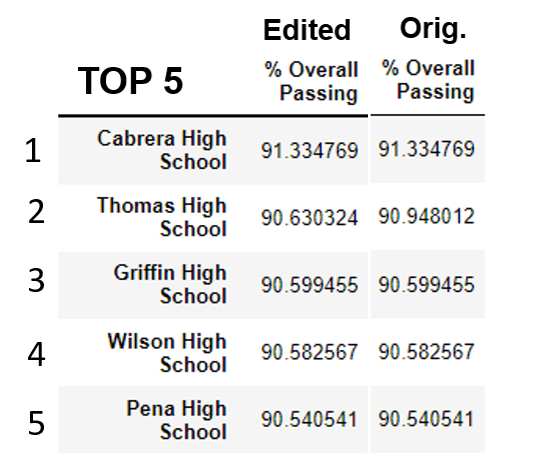 Edited Orig.
TOP 5 % Overall Passing % Overall Passing
1 Cabrera High School 91.334769 91.334769
2 Thomas High School 90.630324 90.948012
3 Griffin High School 90.599455 90.599455
4 Wilson High School 90.582567 90.582567
5 Pena High School 90.540541 90.540541